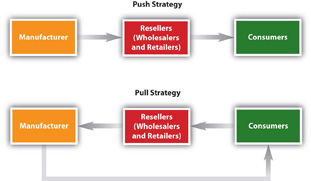 Push Strategy
Manufacturer
Resellers
(Wholesalers
and Retailers)
Consumers
Pull Strategy
Manufacturer
Resellers
(Wholesalers
and Retailers)
Consumers